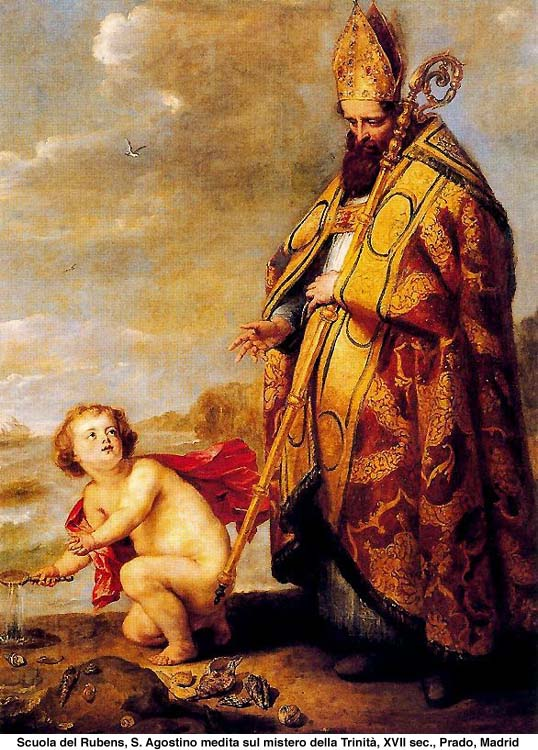 Scuola del Rubens, S. Agostino medita sul mistero della Trinità, XVII sec., Prado, Madrid